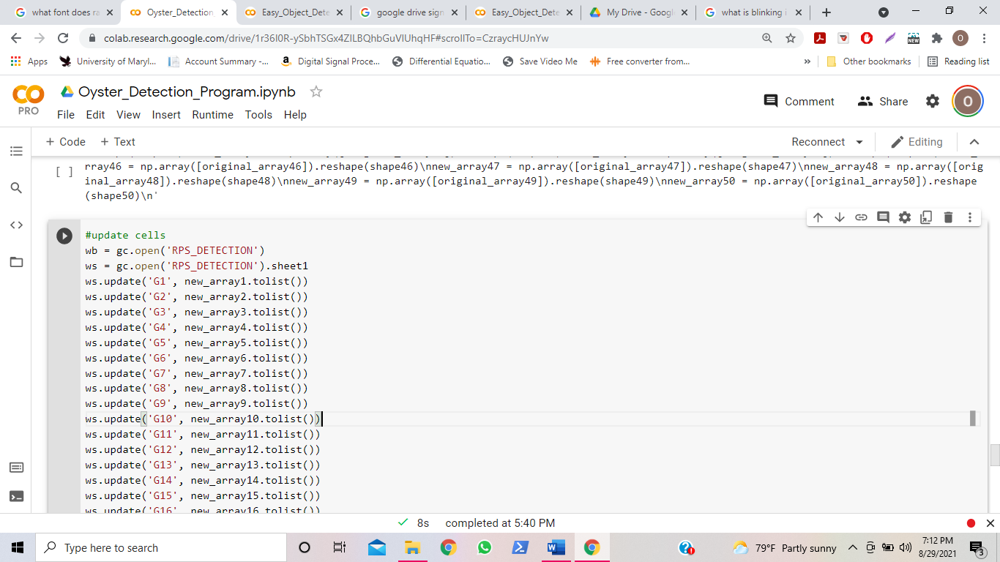 what font does ra
Oyster_Detection
Easy_Object_Dete
google drive sign
Easy_Object_Dete
My Drive - Googl
what is blinking i
colab.research.google.com/drive/1r36I0R-ySbhTSGx4ZILBQhbGuVIUhqHF#scrollTo=CzraycHUJnYw
NEW
O
Apps
University of Maryl...
Account Summary -...
Digital Signal Proce...
Differential Equatio...
Save Video Me
Free converter from...
»
Other bookmarks
Reading list
CO
PRO
Oyster_Detection_Program.ipynb
Comment
Share
O
File Edit View Insert Runtime Tools Help
+ Code + Text
Reconnect
Editing
[ ]
rray46 = np.array([original_array46]).reshape(shape46)\nnew_array47 = np.array([original_array47]).reshape(shape47)\nnew_array48 = np.array([orig
inal_array48]).reshape(shape48)\nnew_array49 = np.array([original_array49]).reshape(shape49)\nnew_array50 = np.array([original_array50]).reshape
(shape50)\n'
#update cells
wb = gc.open('RPS_DETECTION')
ws = gc.open('RPS_DETECTION').sheet1
ws.update('G1', new_array1.tolist())
ws.update('G2', new_array2.tolist())
ws.update('G3', new_array3.tolist())
ws.update('G4', new_array4.tolist())
ws.update('G5', new_array5.tolist())
ws.update('G6', new_array6.tolist())
ws.update('G7', new_array7.tolist())
ws.update('G8', new_array8.tolist())
ws.update('G9', new_array9.tolist())
ws.update('G10', new_array10.tolist())
ws.update('G11', new_array11.tolist())
ws.update('G12', new_array12.tolist())
ws.update('G13', new_array13.tolist())
ws.update('G14', new_array14.tolist())
ws.update('G15', new_array15.tolist())
ws.update('G16', new_array16.tolist())
8s completed at 5:40 PM
Type here to search
79°F Partly sunny
7:12 PM
8/29/2021
3